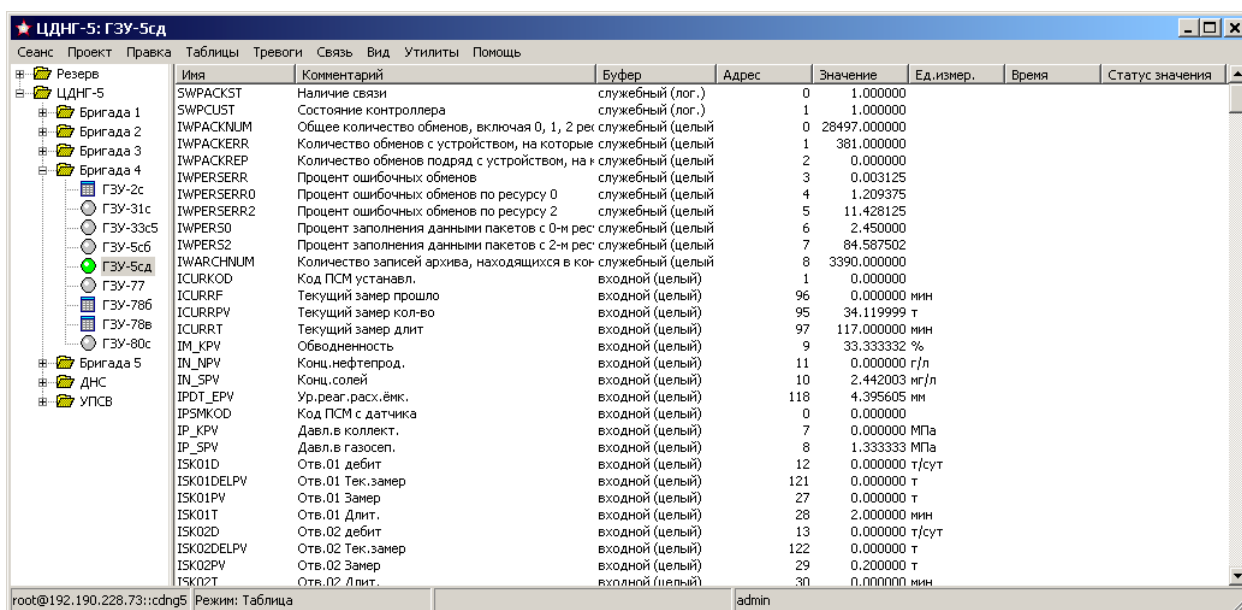 ЦДНГ-5: ГЗУ-5сд
Сеанс Проект Правка Таблицы Тревоги Связь Вид Утилиты Помощь
Резерв
ЦДНГ-5
Бригада 1
Бригада 2
Бригада 3
Бригада 4
ГЗУ-2с
ГЗУ-31с
ГЗУ-33с5
ГЗУ-5сб
ГЗУ-5сд
ГЗУ-77
ГЗУ-78б
ГЗУ-78в
ГЗУ-80с
Бригада 5
ДНС
УПСВ
Имя Комментарий Буфер Адрес Значение Ед.измер. Время Статус значения
SWPACKST Наличие связи служебный (лог.) 0 1.000000
SWPCUST Состояние контроллера служебный (лог.) 1 1.000000
IWPACKNUM Общее количество обменов, включая 0, 1, 2 рес служебный (целый 0 28497.000000
IWPACKERR Количество обменов с устройством, на которые служебный (целый 1 381.000000
IWPACKREP Количество обменов подряд с устройством, на к служебный (целый 2 0.000000
IWPERSERR Процент ошибочных обменов служебный (целый 3 0.003125
IWPERSERR0 Процент ошибочных обменов по ресурсу 0 служебный (целый 4 1.209375
IWPERSERR2 Процент ошибочных обменов по ресурсу 2 служебный (целый 5 11.428125
IWPERS0 Процент заполнения данными пакетов с 0-м рес служебный (целый 6 2.450000
IWPERS2 Процент заполнения данными пакетов с 2-м рес служебный (целый 7 84.587502
IWARCHNUM Количество записей архива, находящихся в кон служебный (целый 8 3390.000000
ICURKOD Код ПСМ устанавл. входной (целый) 1 0.000000
ICURRF Текущий замер прошло входной (целый) 96 0.000000 мин
ICURRPV Текущий замер кол-во входной (целый) 95 34.119999 т
ICURRT Текущий замер длит входной (целый) 97 117.000000 мин
IM_KPV Обводненность входной (целый) 9 33.333332 %
IN_NPV Конц.нефтепрод. входной (целый) 11 0.000000 г/л
IN_SPV Конц.солей входной (целый) 10 2.442003 мг/л
IPDT_EPV Ур.реаг.расх.ёмк. входной (целый) 118 4.395605 мм
IPSMKOD Код ПСМ с датчика входной (целый) 0 0.000000
IP_KPV Давл.в коллект. входной (целый) 7 0.000000 МПа
IP_SPV Давл.в газосеп. входной (целый) 8 1.333333 МПа
ISK01D Отв.01 дебит входной (целый) 12 0.000000 т/сут
ISK01DELPV Отв.01 Тек.замер входной (целый) 121 0.000000 т
ISK01PV Отв.01 Замер входной (целый) 27 0.000000 т
ISK01T Отв.01 Длит. входной (целый) 28 2.000000 мин
ISK02D Отв.02 дебит входной (целый) 13 0.000000 т/сут
ISK02DELPV Отв.02 Тек.замер входной (целый) 122 0.000000 т
ISK02PV Отв.02 Замер входной (целый) 29 0.200000 т
ISK02T Отв.02 Длит. входной (целый) 30 0.000000 мин
root@192.190.228.73::cdng5 Режим: Таблица admin